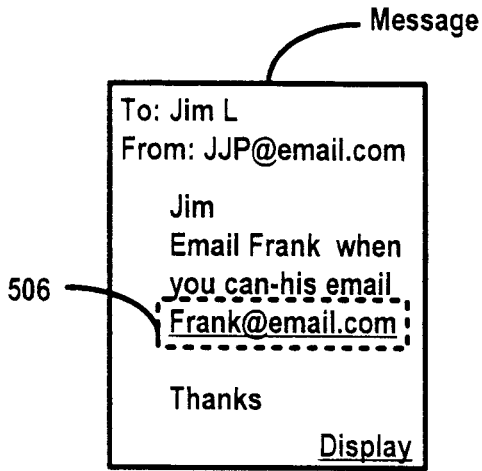 Message
To: Jim L
From: JJP@email.com
Jim
Email Frank when
you can-his email
506
Frank@email.com
Thanks
Display